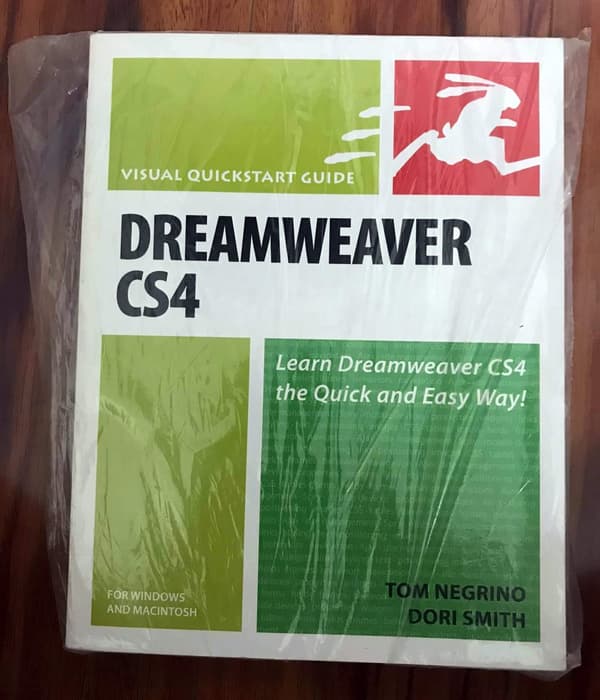 VISUAL QUICKSTART GUIDE
DREAMWEAVER
CS4
Learn Dreamweaver CS4
the Quick and Easy Way!
FOR WINDOWS
AND MACINTOSH
TOM NEGRINO
DORI SMITH